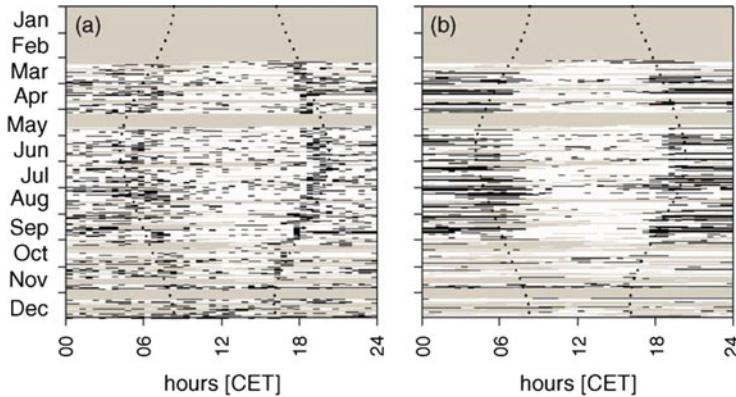 (a)
Jan
Feb
Mar
Apr
May
Jun
Jul
Aug
Sep
Oct
Nov
Dec
00 06 12 18 24
hours [CET]
(b)
00 06 12 18 24
hours [CET]